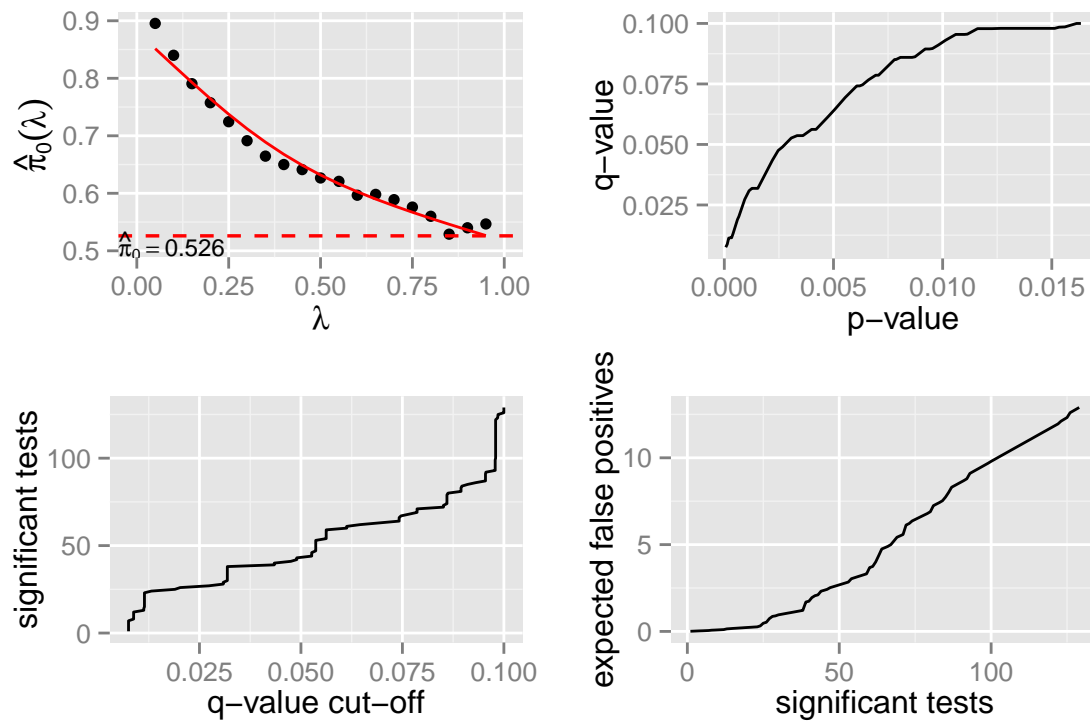 0.9
0.8
0.7
0.6
0.5
π̂₀(λ)
π̂₀ = 0.526
0.00 0.25 0.50 0.75 1.00
λ
0.100
0.075
0.050
0.025
q−value
0.000 0.005 0.010 0.015
p−value
100
50
0
significant tests
0.025 0.050 0.075 0.100
q−value cut−off
10
5
0
expected false positives
0 50 100
significant tests